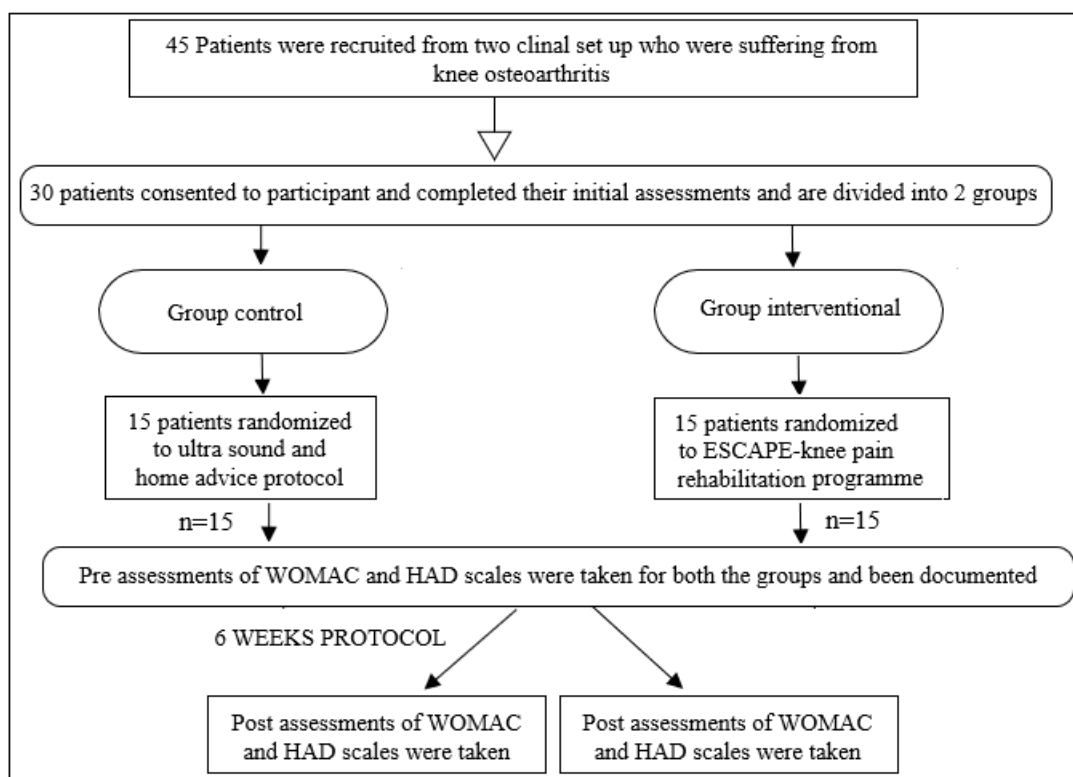 45 Patients were recruited from two clinal set up who were suffering from
knee osteoarthritis
30 patients consented to participant and completed their initial assessments and are divided into 2 groups
Group control
Group interventional
15 patients randomized
to ultra sound and
home advice protocol
15 patients randomized
to ESCAPE-knee pain
rehabilitation programme
n=15
n=15
Pre assessments of WOMAC and HAD scales were taken for both the groups and been documented
6 WEEKS PROTOCOL
Post assessments of WOMAC
and HAD scales were taken
Post assessments of WOMAC
and HAD scales were taken